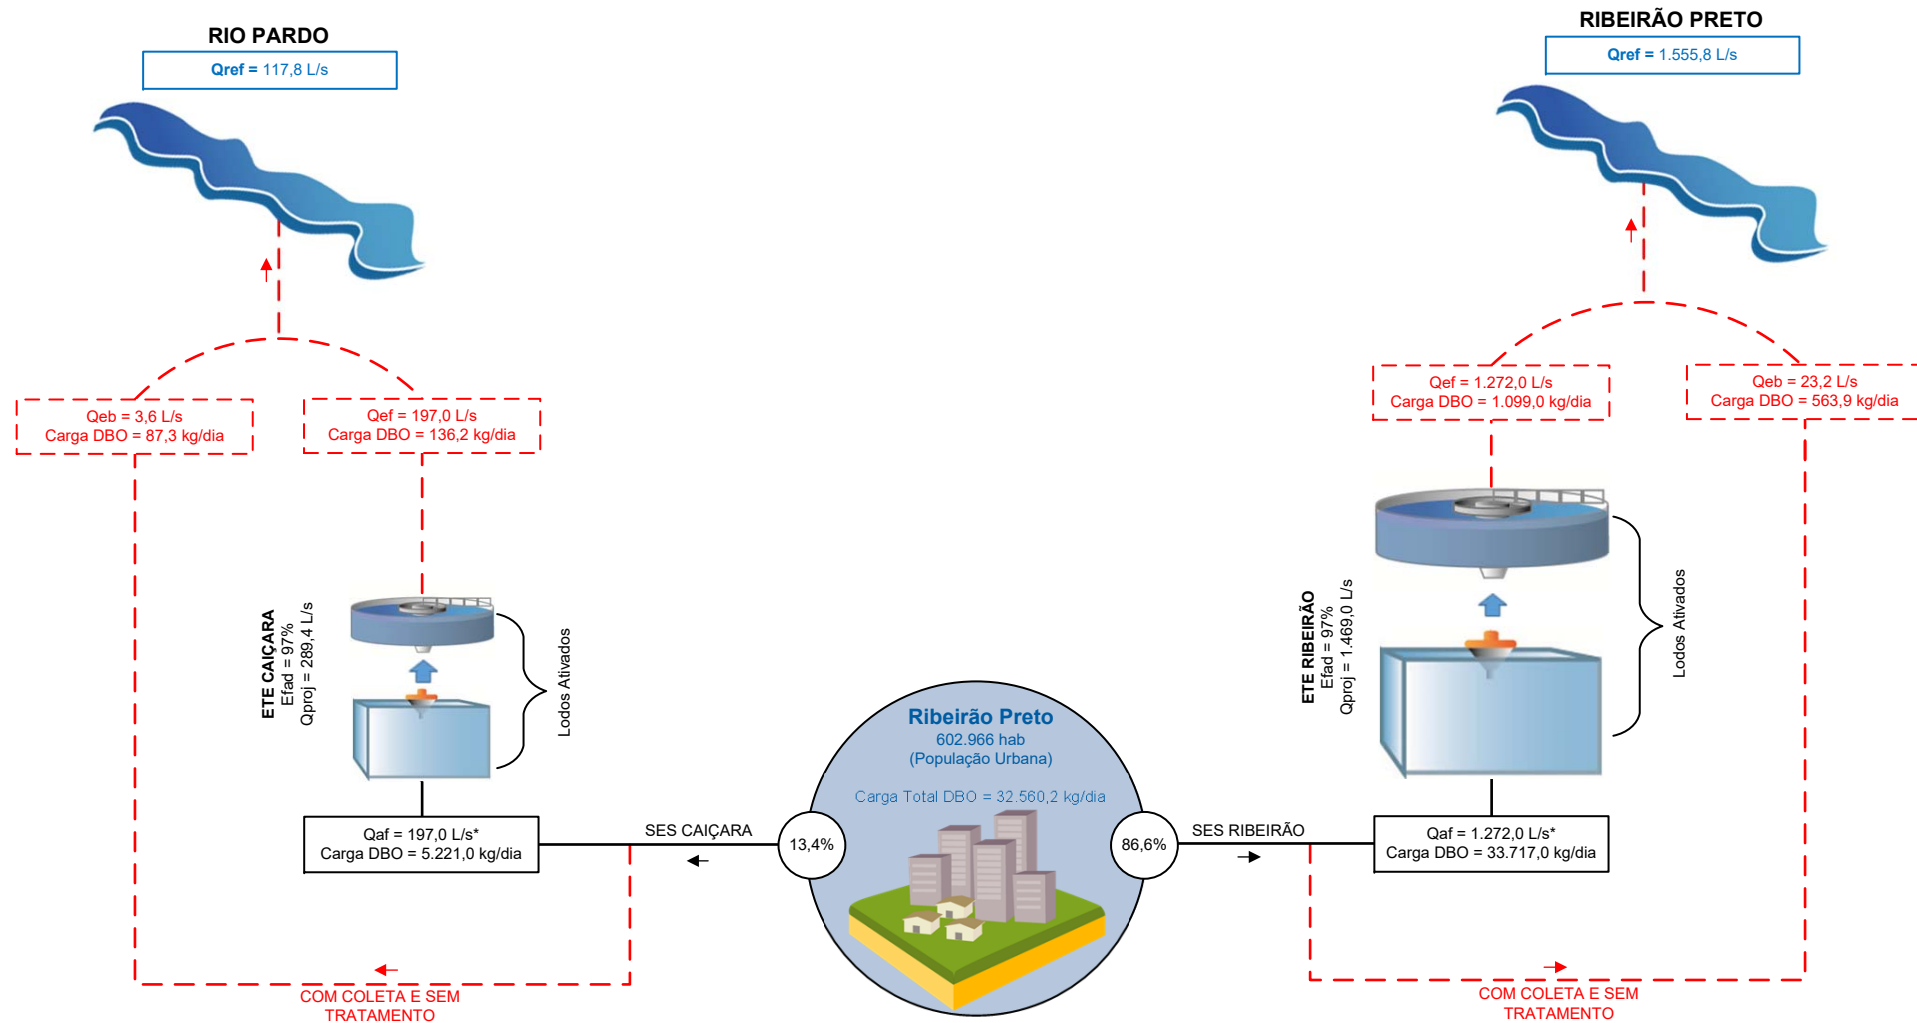 RIO PARDO
Qref = 117,8 L/s
RIBEIRÃO PRETO
Qref = 1.555,8 L/s
Qeb = 3,6 L/s
Carga DBO = 87,3 kg/dia
Qef = 197,0 L/s
Carga DBO = 136,2 kg/dia
Qef = 1.272,0 L/s
Carga DBO = 1.099,0 kg/dia
Qeb = 23,2 L/s
Carga DBO = 563,9 kg/dia
ETE CAIÇARA
Efad = 97%
Qproj = 289,4 L/s
Lodos Ativados
ETE RIBEIRÃO
Efad = 97%
Qproj = 1.469,0 L/s
Lodos Ativados
Ribeirão Preto
602.966 hab
(População Urbana)
Carga Total DBO = 32.560,2 kg/dia
Qaf = 197,0 L/s*
Carga DBO = 5.221,0 kg/dia
SES CAIÇARA
13,4%
86,6%
SES RIBEIRÃO
Qaf = 1.272,0 L/s*
Carga DBO = 33.717,0 kg/dia
COM COLETA E SEM
TRATAMENTO
COM COLETA E SEM
TRATAMENTO